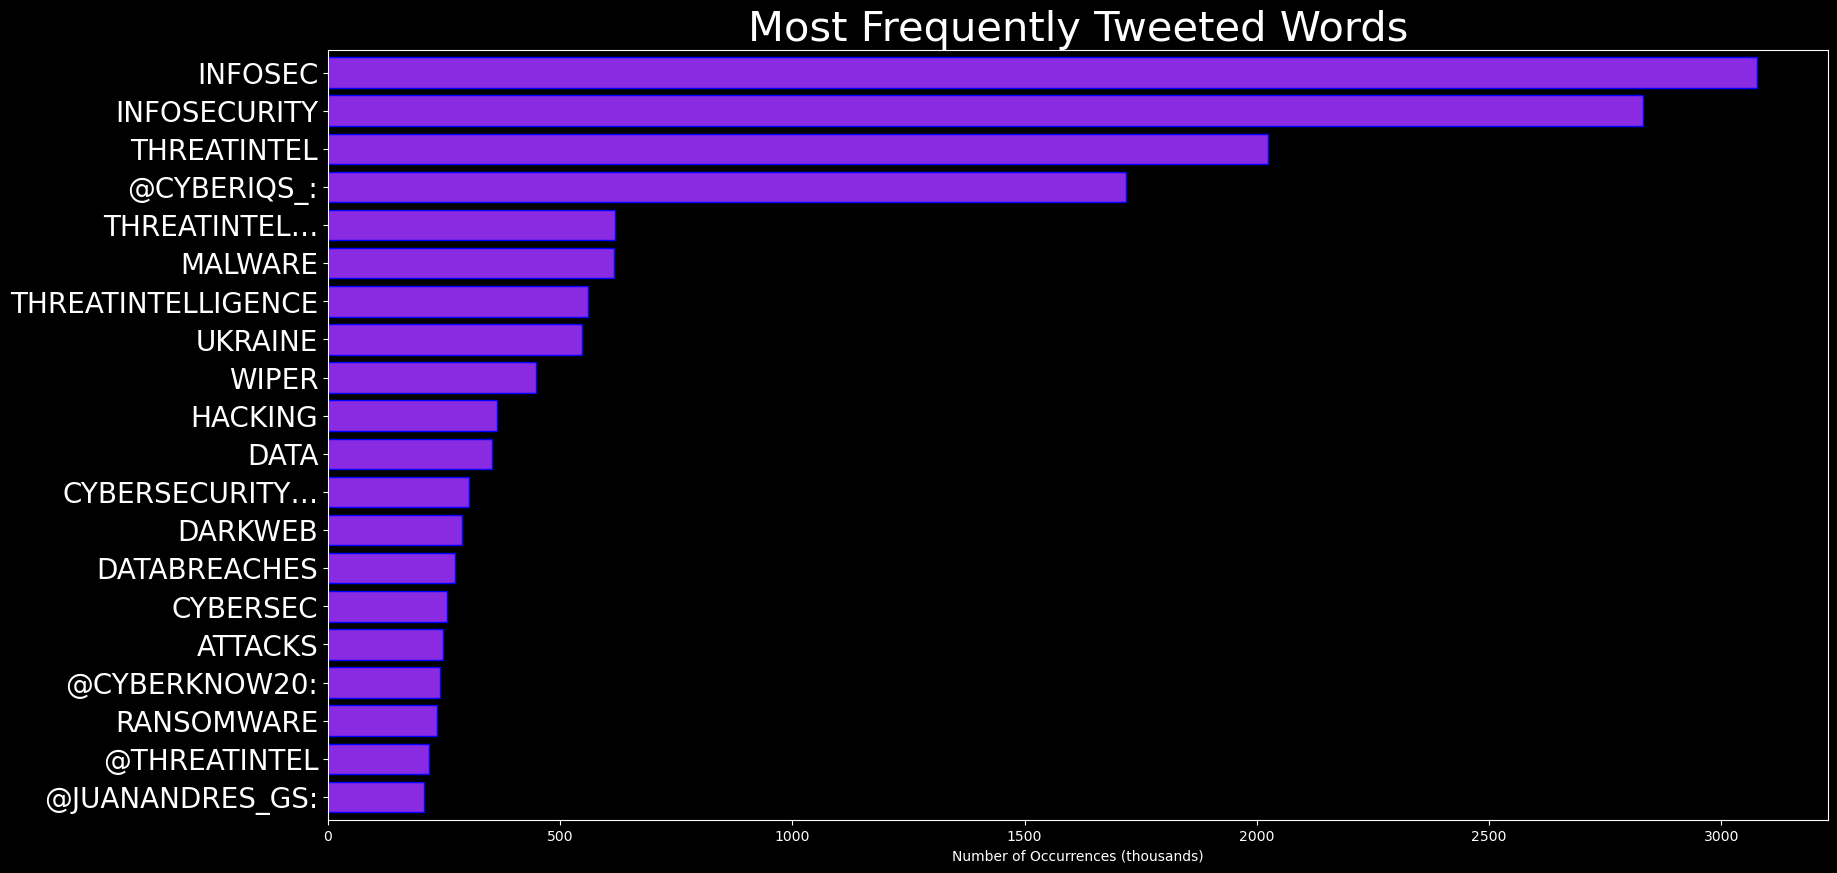 Most Frequently Tweeted Words
INFOSEC
INFOSECURITY
THREATINTEL
@CYBERIQS_:
THREATINTEL…
MALWARE
THREATINTELLIGENCE
UKRAINE
WIPER
HACKING
DATA
CYBERSECURITY…
DARKWEB
DATABREACHES
CYBERSEC
ATTACKS
@CYBERKNOW20:
RANSOMWARE
@THREATINTEL
@JUANANDRES_GS:
0 500 1000 1500 2000 2500 3000
Number of Occurrences (thousands)